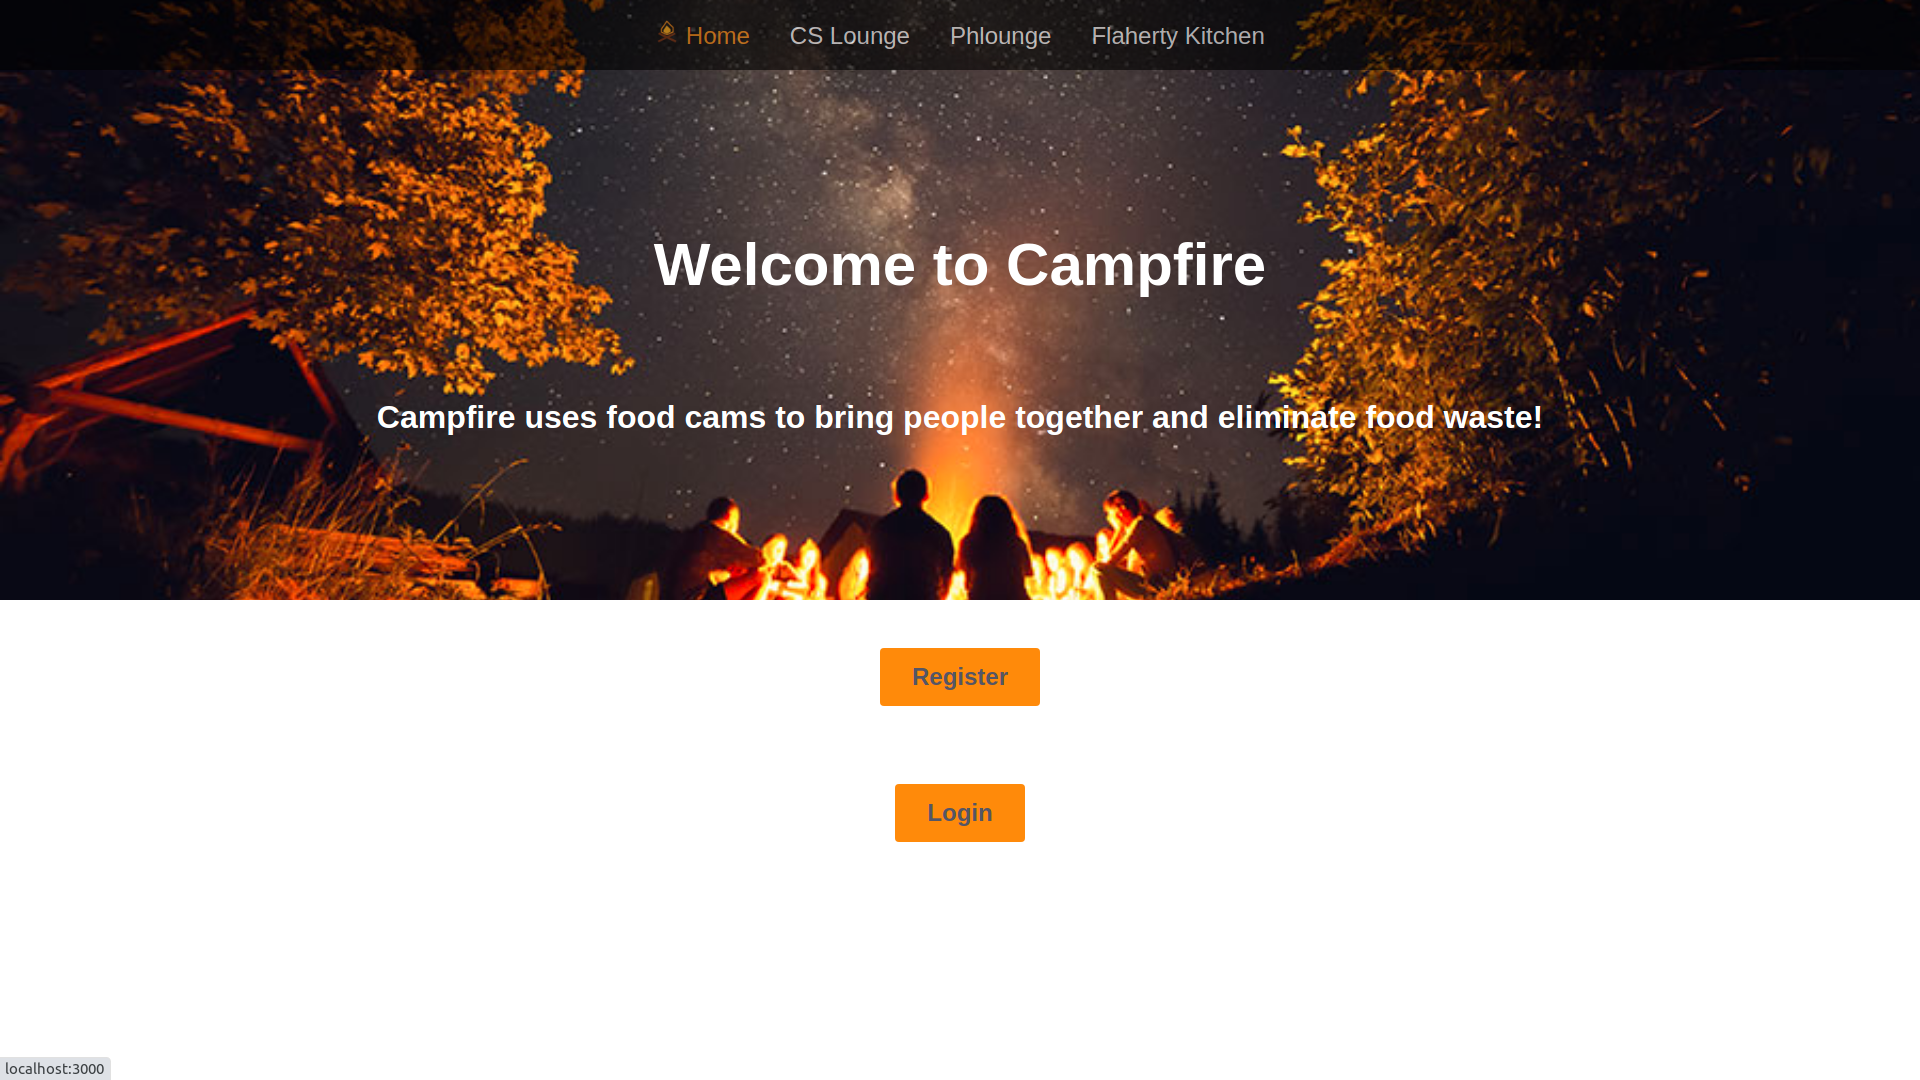 Home CS Lounge Phlounge Flaherty Kitchen
Welcome to Campfire
Campfire uses food cams to bring people together and eliminate food waste!
Register
Login
localhost:3000